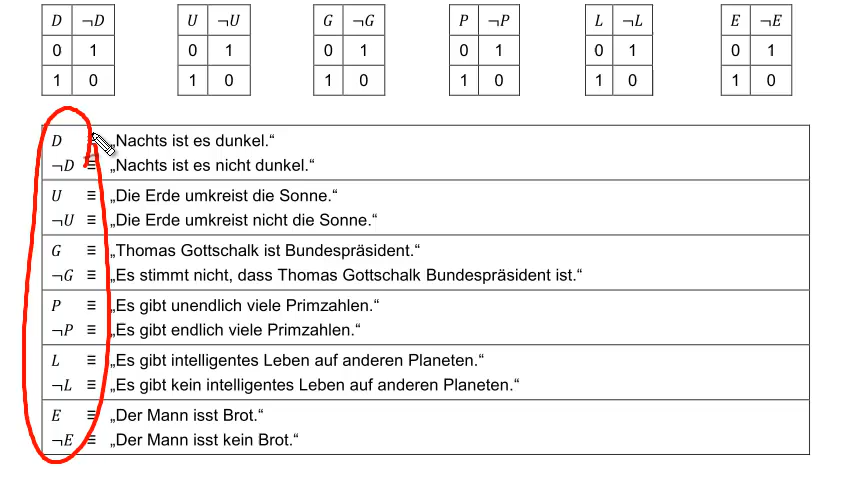 D ¬D U ¬U G ¬G P ¬P L ¬L E ¬E
0 1 0 1 0 1 0 1 0 1 0 1
1 0 1 0 1 0 1 0 1 0 1 0
D ≡ „Nachts ist es dunkel.“
¬D ≡ „Nachts ist es nicht dunkel.“
U ≡ „Die Erde umkreist die Sonne.“
¬U ≡ „Die Erde umkreist nicht die Sonne.“
G ≡ „Thomas Gottschalk ist Bundespräsident.“
¬G ≡ „Es stimmt nicht, dass Thomas Gottschalk Bundespräsident ist.“
P ≡ „Es gibt unendlich viele Primzahlen.“
¬P ≡ „Es gibt endlich viele Primzahlen.“
L ≡ „Es gibt intelligentes Leben auf anderen Planeten.“
¬L ≡ „Es gibt kein intelligentes Leben auf anderen Planeten.“
E ≡ „Der Mann isst Brot.“
¬E ≡ „Der Mann isst kein Brot.“